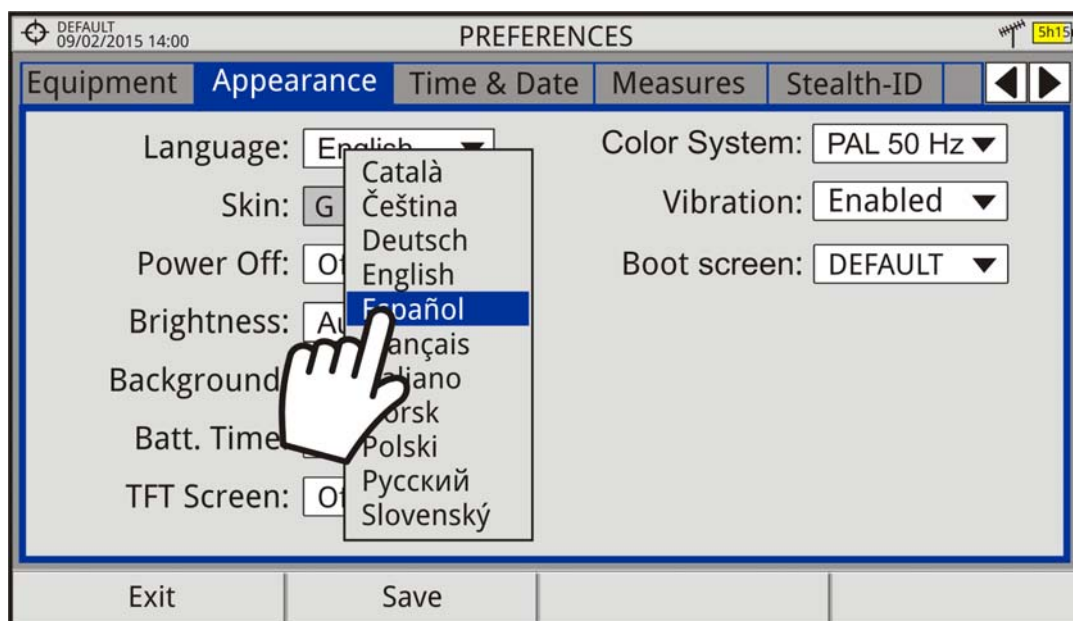 DEFAULT
09/02/2015 14:00
PREFERENCES
5h15
Equipment Appearance Time & Date Measures Stealth-ID
Language:
Skin: G
Power Off:
Brightness:
Background
Batt. Time
TFT Screen:
Català
Čeština
Deutsch
English
Español
Polski
Русский
Slovenský
Color System: PAL 50 Hz
Vibration: Enabled
Boot screen: DEFAULT
Exit Save